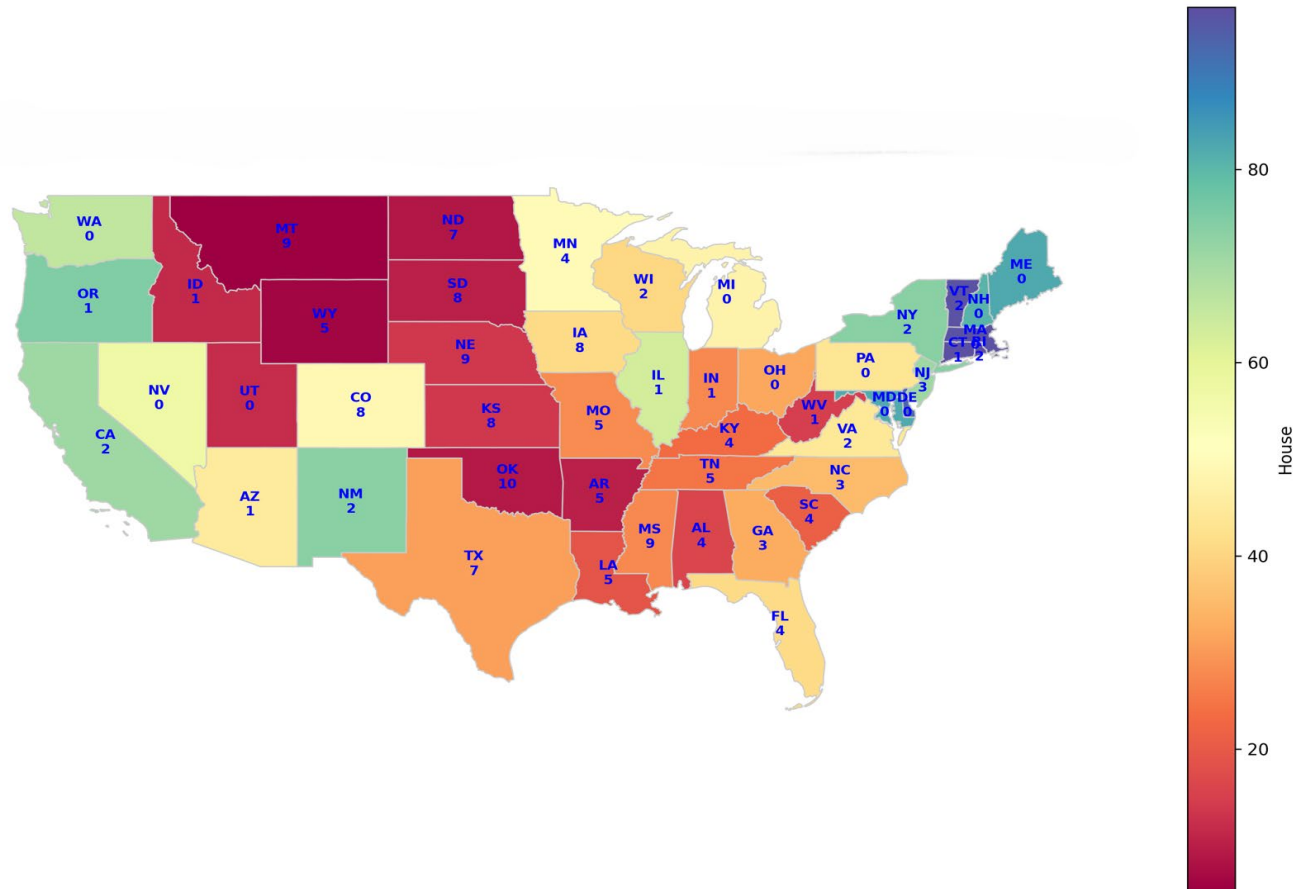 WA
0
OR
1
CA
2
NV
0
ID
1
MT
9
WY
5
UT
0
AZ
1
CO
8
NM
2
ND
7
SD
8
NE
9
KS
8
OK
10
TX
7
MN
4
IA
8
MO
5
AR
5
LA
5
WI
2
IL
1
MI
0
IN
1
OH
0
KY
4
TN
5
MS
9
AL
4
GA
3
FL
4
SC
4
NC
3
VA
2
WV
1
PA
0
NY
2
NJ
3
MD
0
DE
0
VT
2
NH
0
ME
0
MA
CT
1
RI
2
80
60
40
20
House